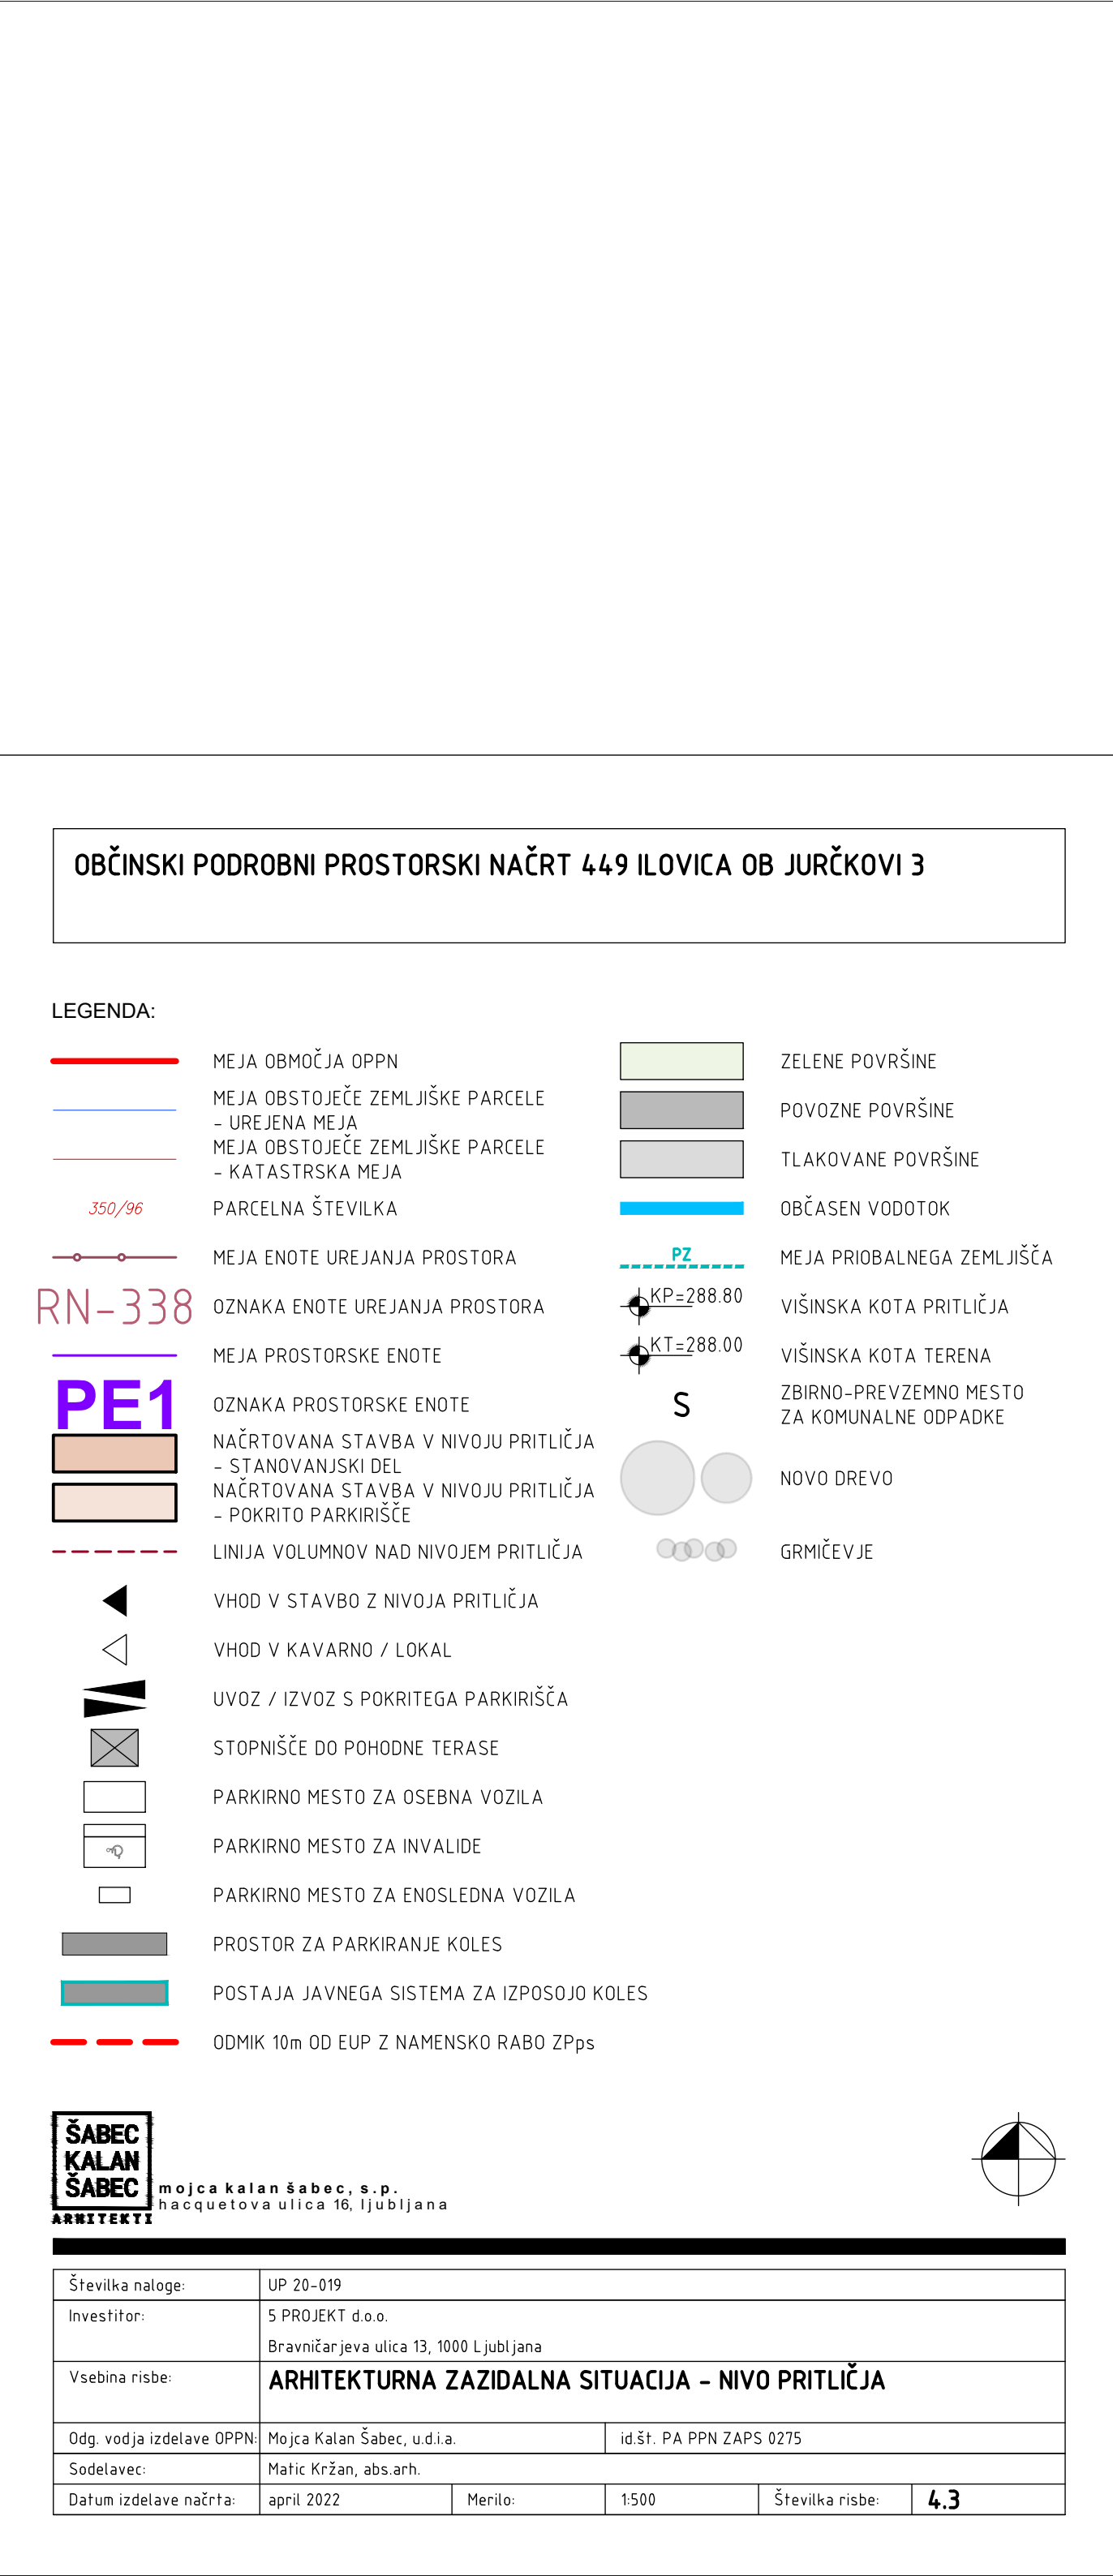 OBČINSKI PODROBNI PROSTORSKI NAČRT 449 ILOVICA OB JURČKOVI 3
LEGENDA:
MEJA OBMOČJA OPPN
MEJA OBSTOJEČE ZEMLJIŠKE PARCELE
- UREJENA MEJA
MEJA OBSTOJEČE ZEMLJIŠKE PARCELE
- KATASTRSKA MEJA
350/96 PARCELNA ŠTEVILKA
MEJA ENOTE UREJANJA PROSTORA
RN-338 OZNAKA ENOTE UREJANJA PROSTORA
MEJA PROSTORSKE ENOTE
PE1 OZNAKA PROSTORSKE ENOTE
NAČRTOVANA STAVBA V NIVOJU PRITLIČJA
- STANOVANJSKI DEL
NAČRTOVANA STAVBA V NIVOJU PRITLIČJA
- POKRITO PARKIRIŠČE
LINIJA VOLUMNOV NAD NIVOJEM PRITLIČJA
VHOD V STAVBO Z NIVOJA PRITLIČJA
VHOD V KAVARNO / LOKAL
UVOZ / IZVOZ S POKRITEGA PARKIRIŠČA
STOPNIŠČE DO POHODNE TERASE
PARKIRNO MESTO ZA OSEBNA VOZILA
PARKIRNO MESTO ZA INVALIDE
PARKIRNO MESTO ZA ENOSLEDNA VOZILA
PROSTOR ZA PARKIRANJE KOLES
POSTAJA JAVNEGA SISTEMA ZA IZPOSOJO KOLES
ODMIK 10m OD EUP Z NAMENSKO RABO ZPps
ZELENE POVRŠINE
POVOZNE POVRŠINE
TLAKOVANE POVRŠINE
OBČASEN VODOTOK
PZ MEJA PRIOBALNEGA ZEMLJIŠČA
KP=288.80 VIŠINSKA KOTA PRITLIČJA
KT=288.00 VIŠINSKA KOTA TERENA
S ZBIRNO-PREVZEMNO MESTO
ZA KOMUNALNE ODPADKE
NOVO DREVO
GRMIČEVJE
ŠABEC
KALAN
ŠABEC
ARHITEKTI
mojca kalan šabec, s.p.
hacquetova ulica 16, ljubljana
Številka naloge: UP 20-019
Investitor: 5 PROJEKT d.o.o.
Bravničarjeva ulica 13, 1000 Ljubljana
Vsebina risbe: ARHITEKTURNA ZAZIDALNA SITUACIJA - NIVO PRITLIČJA
Odg. vodja izdelave OPPN: Mojca Kalan Šabec, u.d.i.a. id.št. PA PPN ZAPS 0275
Sodelavec: Matic Kržan, abs.arh.
Datum izdelave načrta: april 2022 Merilo: 1:500 Številka risbe: 4.3